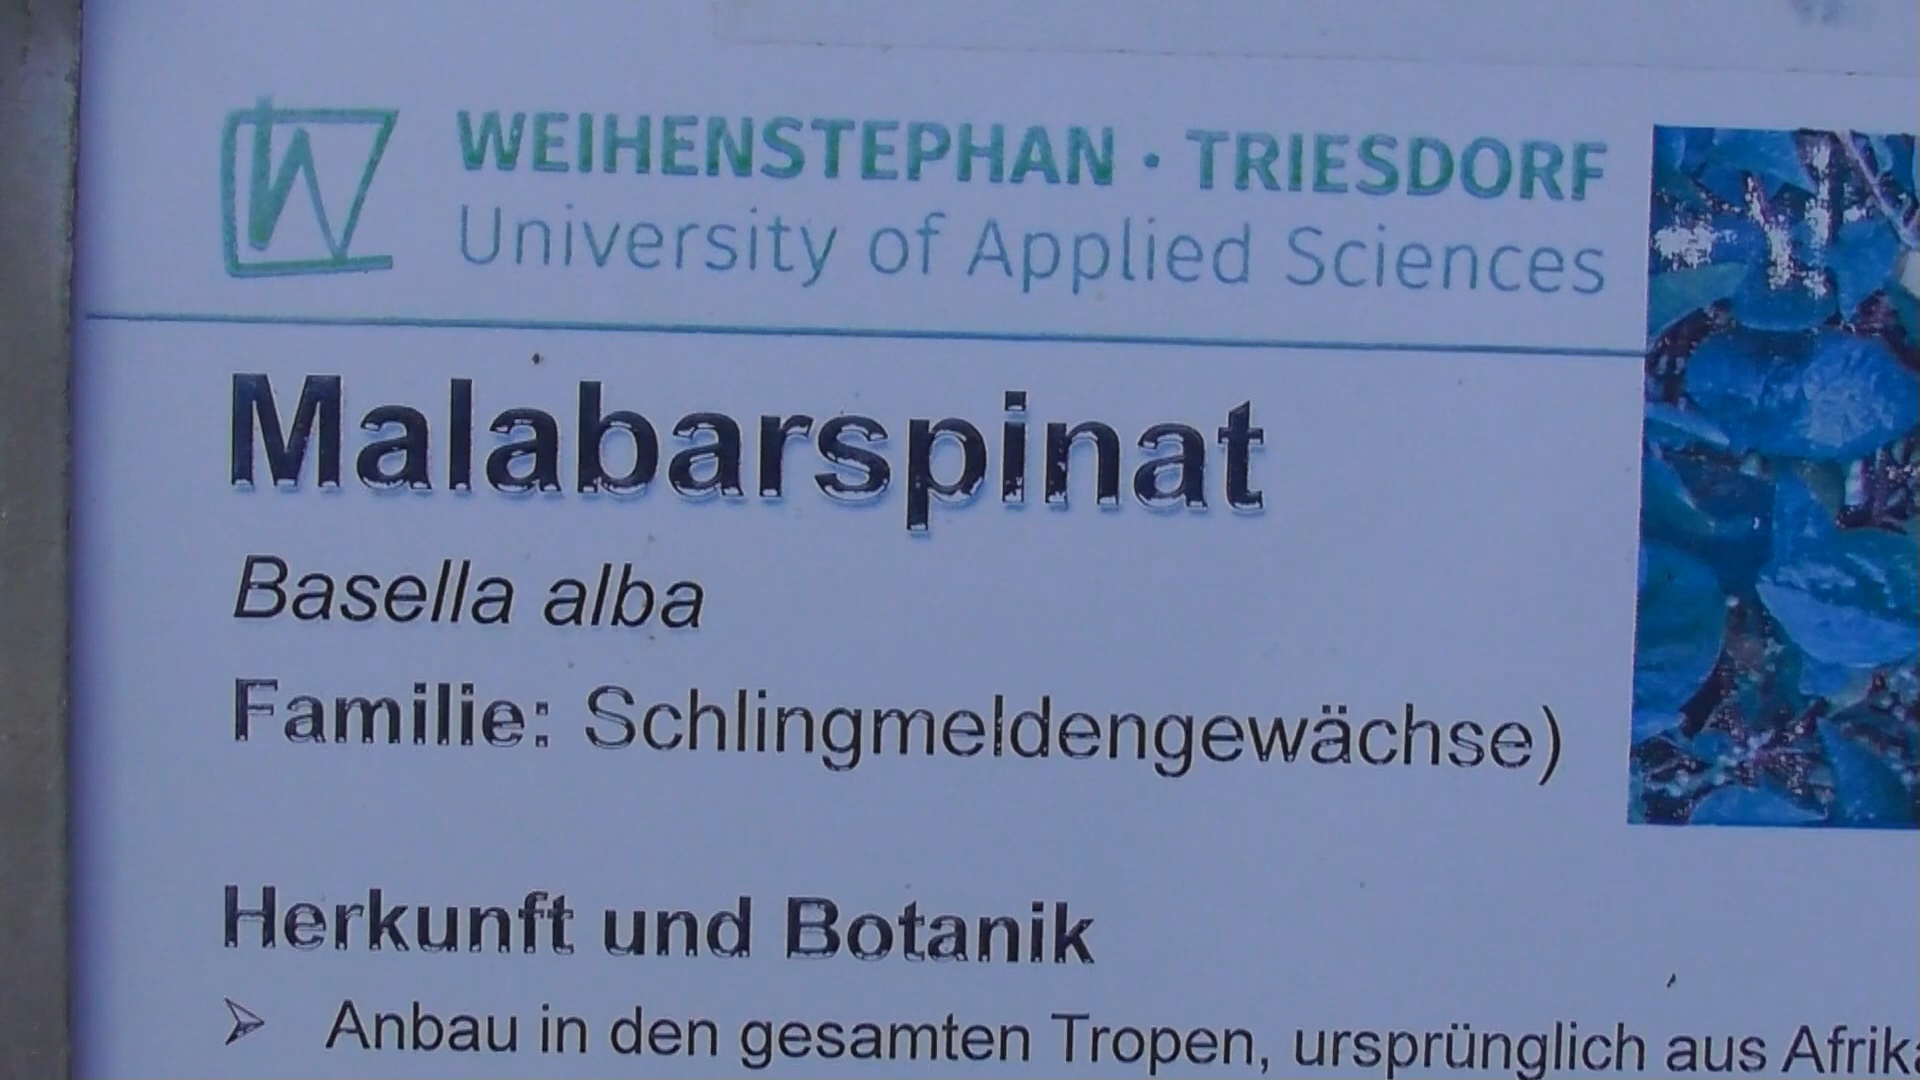 WEIHENSTEPHAN · TRIESDORF
University of Applied Sciences
Malabarspinat
Basella alba
Familie: Schlingmeldengewächse)
Herkunft und Botanik
➢ Anbau in den gesamten Tropen, ursprünglich aus Afrika